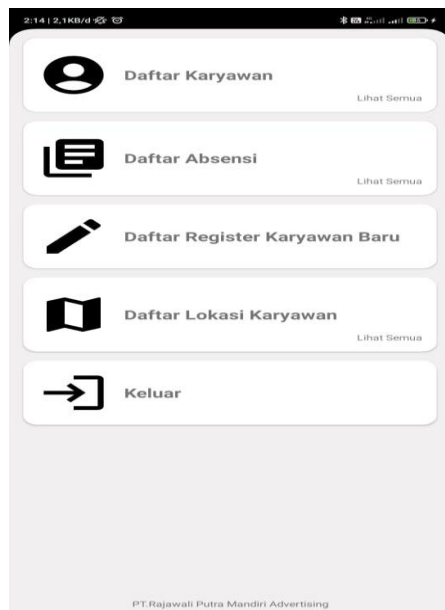 2:14 | 2,1KB/d
Daftar Karyawan
Lihat Semua
Daftar Absensi
Lihat Semua
Daftar Register Karyawan Baru
Daftar Lokasi Karyawan
Lihat Semua
Keluar
PT.Rajawali Putra Mandiri Advertising